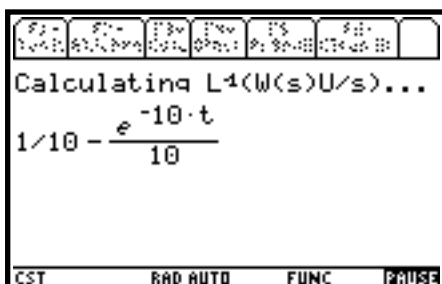 Calculating L⁻¹(W(s)U/s)...
1/10 - e^-10·t / 10
CST RAD AUTO FUNC PAUSE